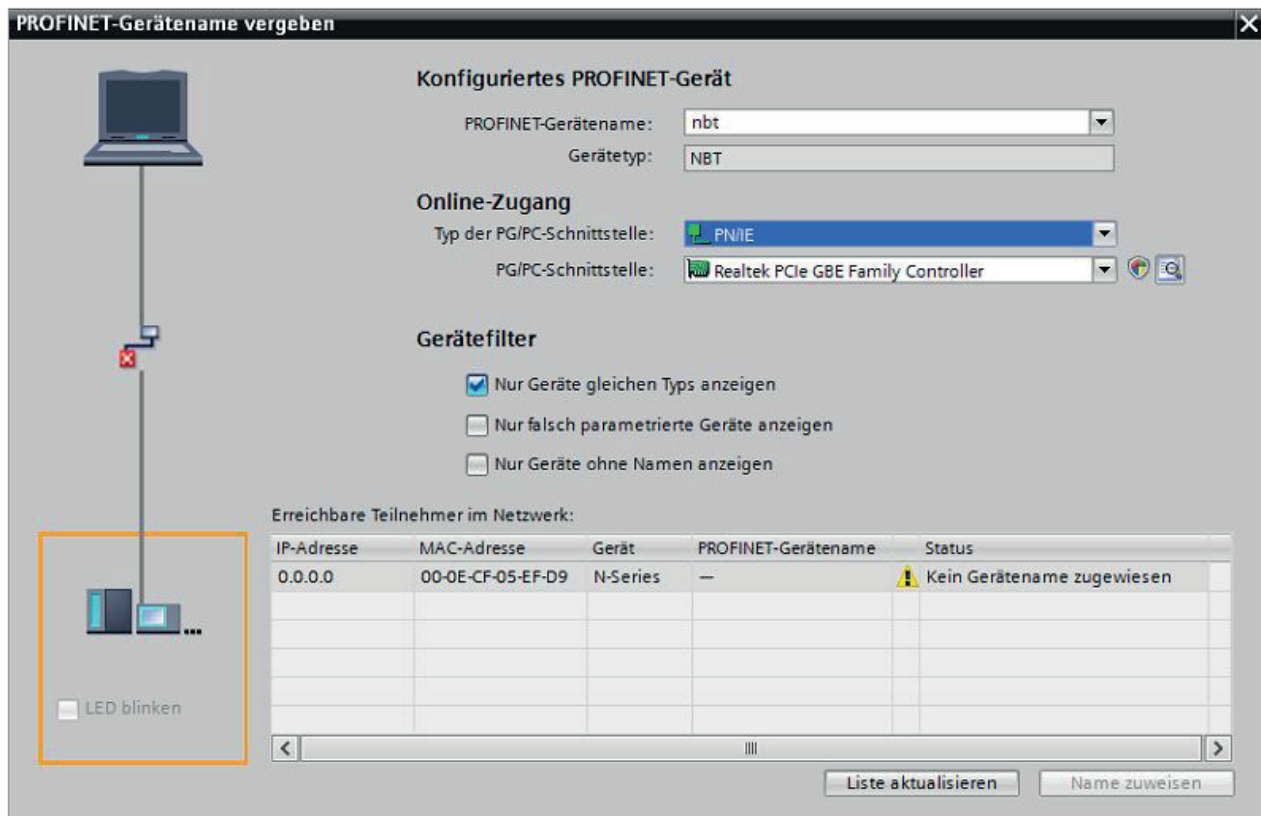 PROFINET-Gerätename vergeben
Konfiguriertes PROFINET-Gerät
PROFINET-Gerätename: nbt
Gerätetyp: NBT
Online-Zugang
Typ der PG/PC-Schnittstelle: PN/IE
PG/PC-Schnittstelle: Realtek PCIe GBE Family Controller
Gerätefilter
Nur Geräte gleichen Typs anzeigen
Nur falsch parametrierte Geräte anzeigen
Nur Geräte ohne Namen anzeigen
Erreichbare Teilnehmer im Netzwerk:
IP-Adresse MAC-Adresse Gerät PROFINET-Gerätename Status
0.0.0.0 00-0E-CF-05-EF-D9 N-Series — Kein Gerätename zugewiesen
LED blinken
Liste aktualisieren Name zuweisen